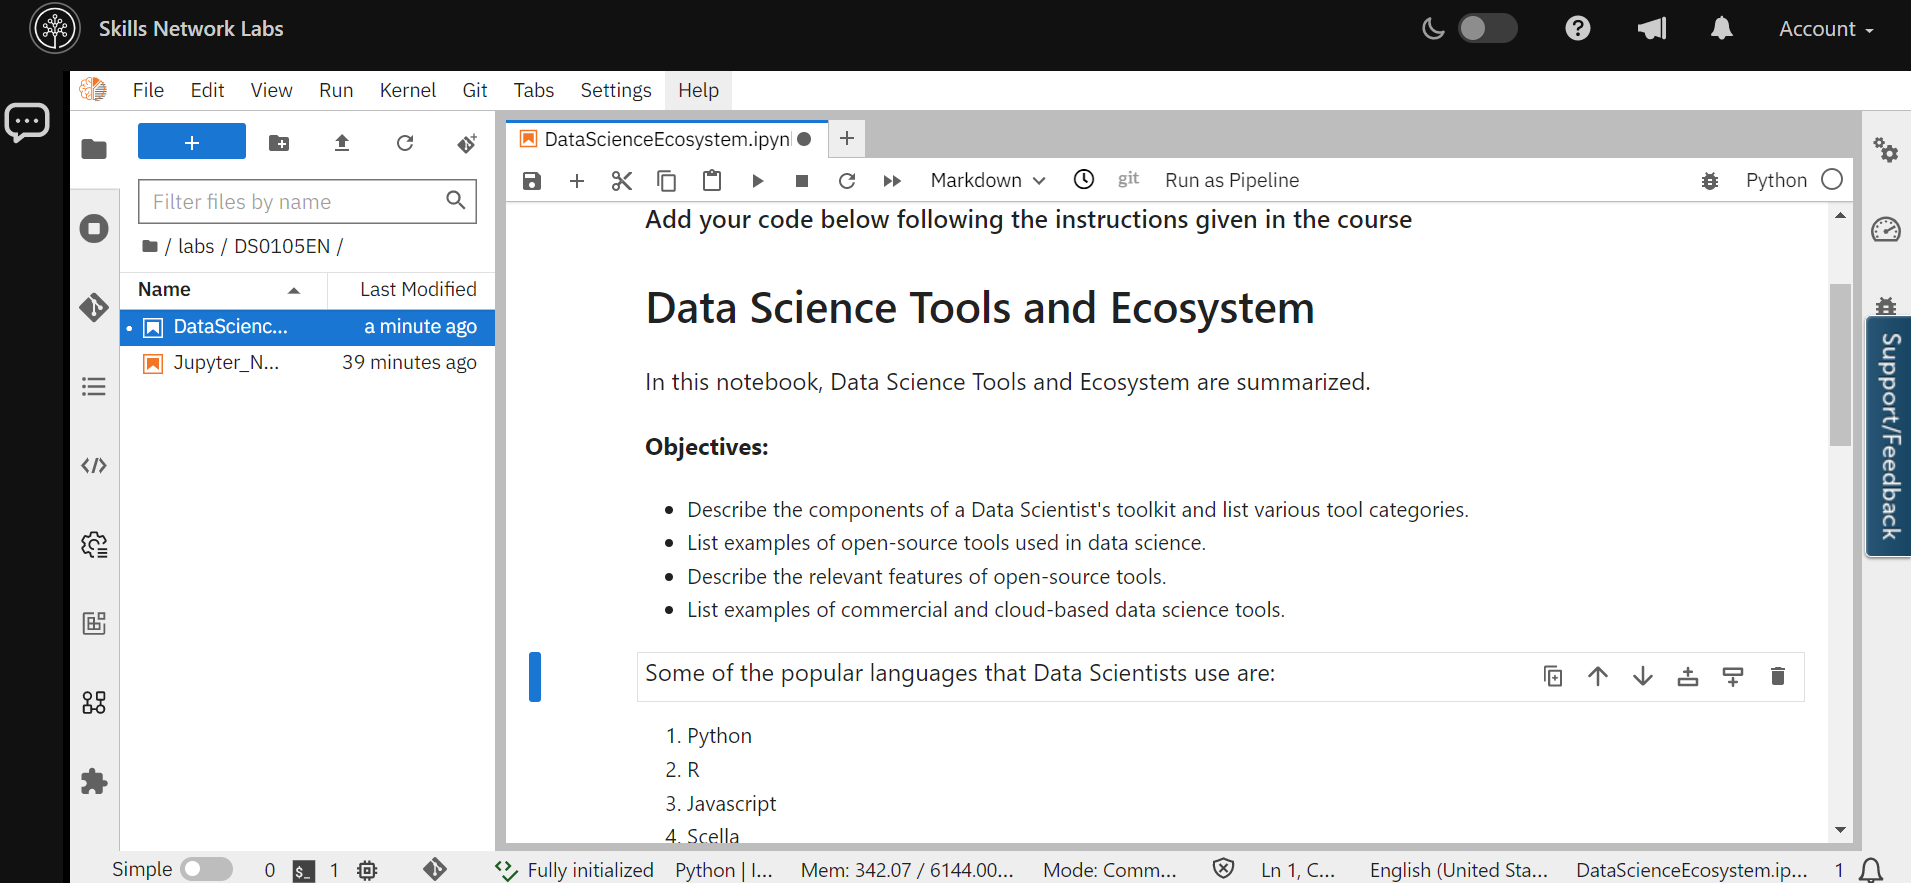 Skills Network Labs
Account
File Edit View Run Kernel Git Tabs Settings Help
+
DataScienceEcosystem.ipyn
+
Filter files by name
Markdown
git
Run as Pipeline
Python
/ labs / DS0105EN /
Name
Last Modified
DataScienc... a minute ago
Jupyter_N... 39 minutes ago
Add your code below following the instructions given in the course
Data Science Tools and Ecosystem
In this notebook, Data Science Tools and Ecosystem are summarized.
Objectives:
• Describe the components of a Data Scientist's toolkit and list various tool categories.
• List examples of open-source tools used in data science.
• Describe the relevant features of open-source tools.
• List examples of commercial and cloud-based data science tools.
Some of the popular languages that Data Scientists use are:
1. Python
2. R
3. Javascript
4. Scella
Support/Feedback
Simple 0 $_ 1 Fully initialized Python | I... Mem: 342.07 / 6144.00... Mode: Comm... Ln 1, C... English (United Sta... DataScienceEcosystem.ip... 1